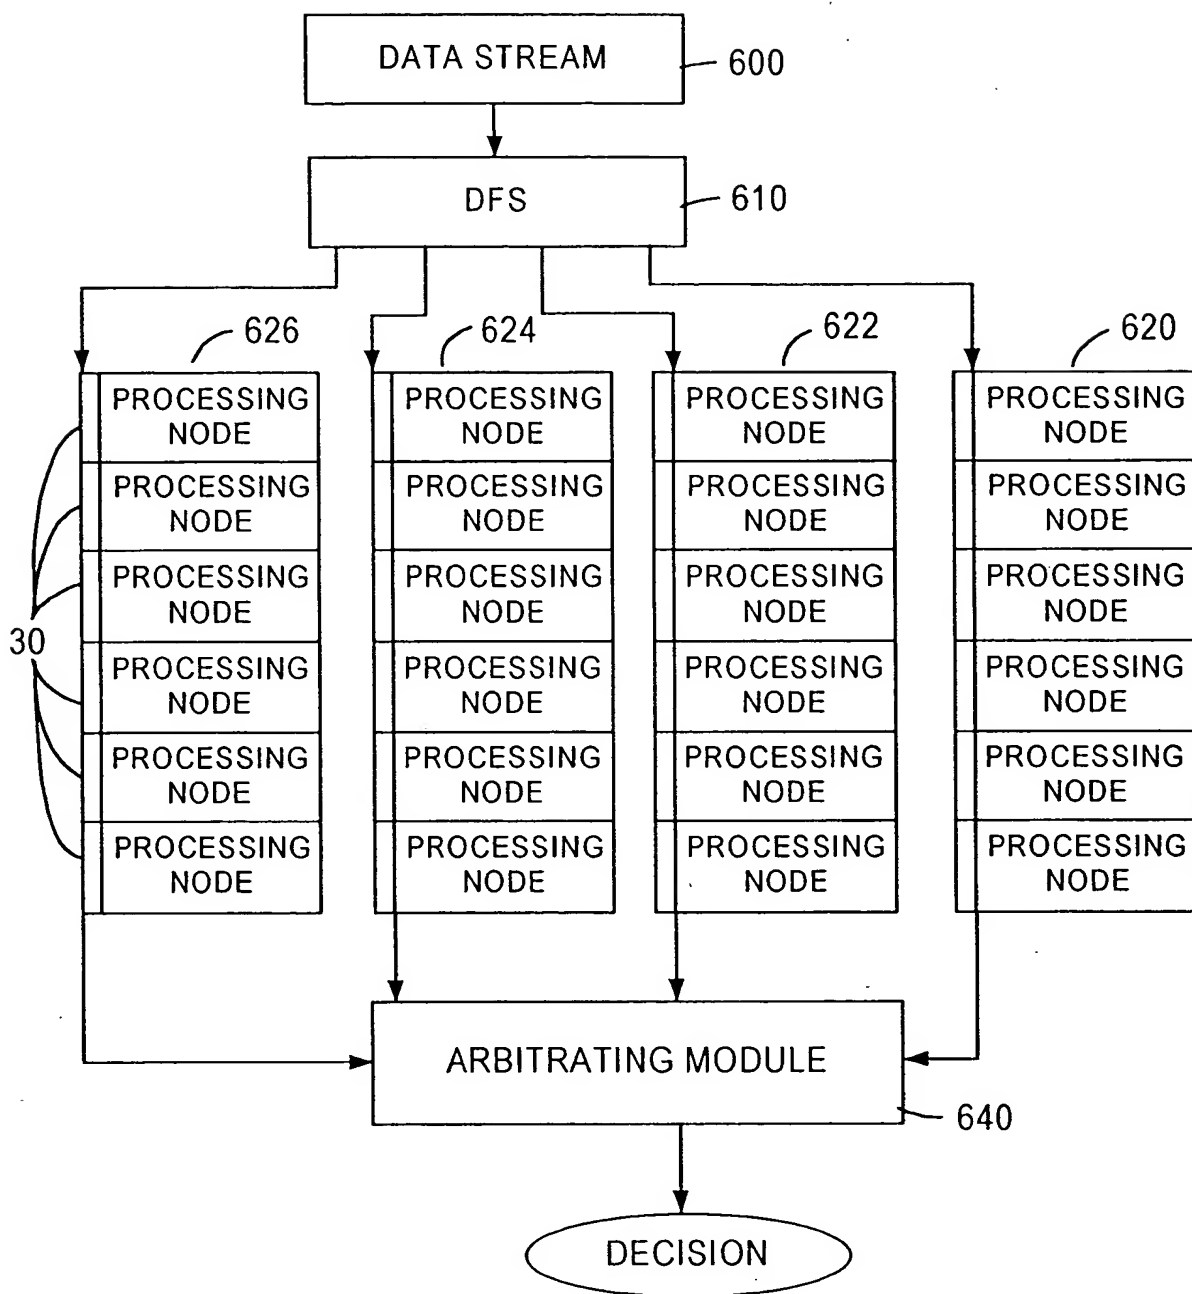 DATA STREAM
600
DFS
610
626
624
622
620
PROCESSING NODE PROCESSING NODE PROCESSING NODE PROCESSING NODE
PROCESSING NODE PROCESSING NODE PROCESSING NODE PROCESSING NODE
PROCESSING NODE PROCESSING NODE PROCESSING NODE PROCESSING NODE
30
PROCESSING NODE PROCESSING NODE PROCESSING NODE PROCESSING NODE
PROCESSING NODE PROCESSING NODE PROCESSING NODE PROCESSING NODE
PROCESSING NODE PROCESSING NODE PROCESSING NODE PROCESSING NODE
ARBITRATING MODULE
640
DECISION